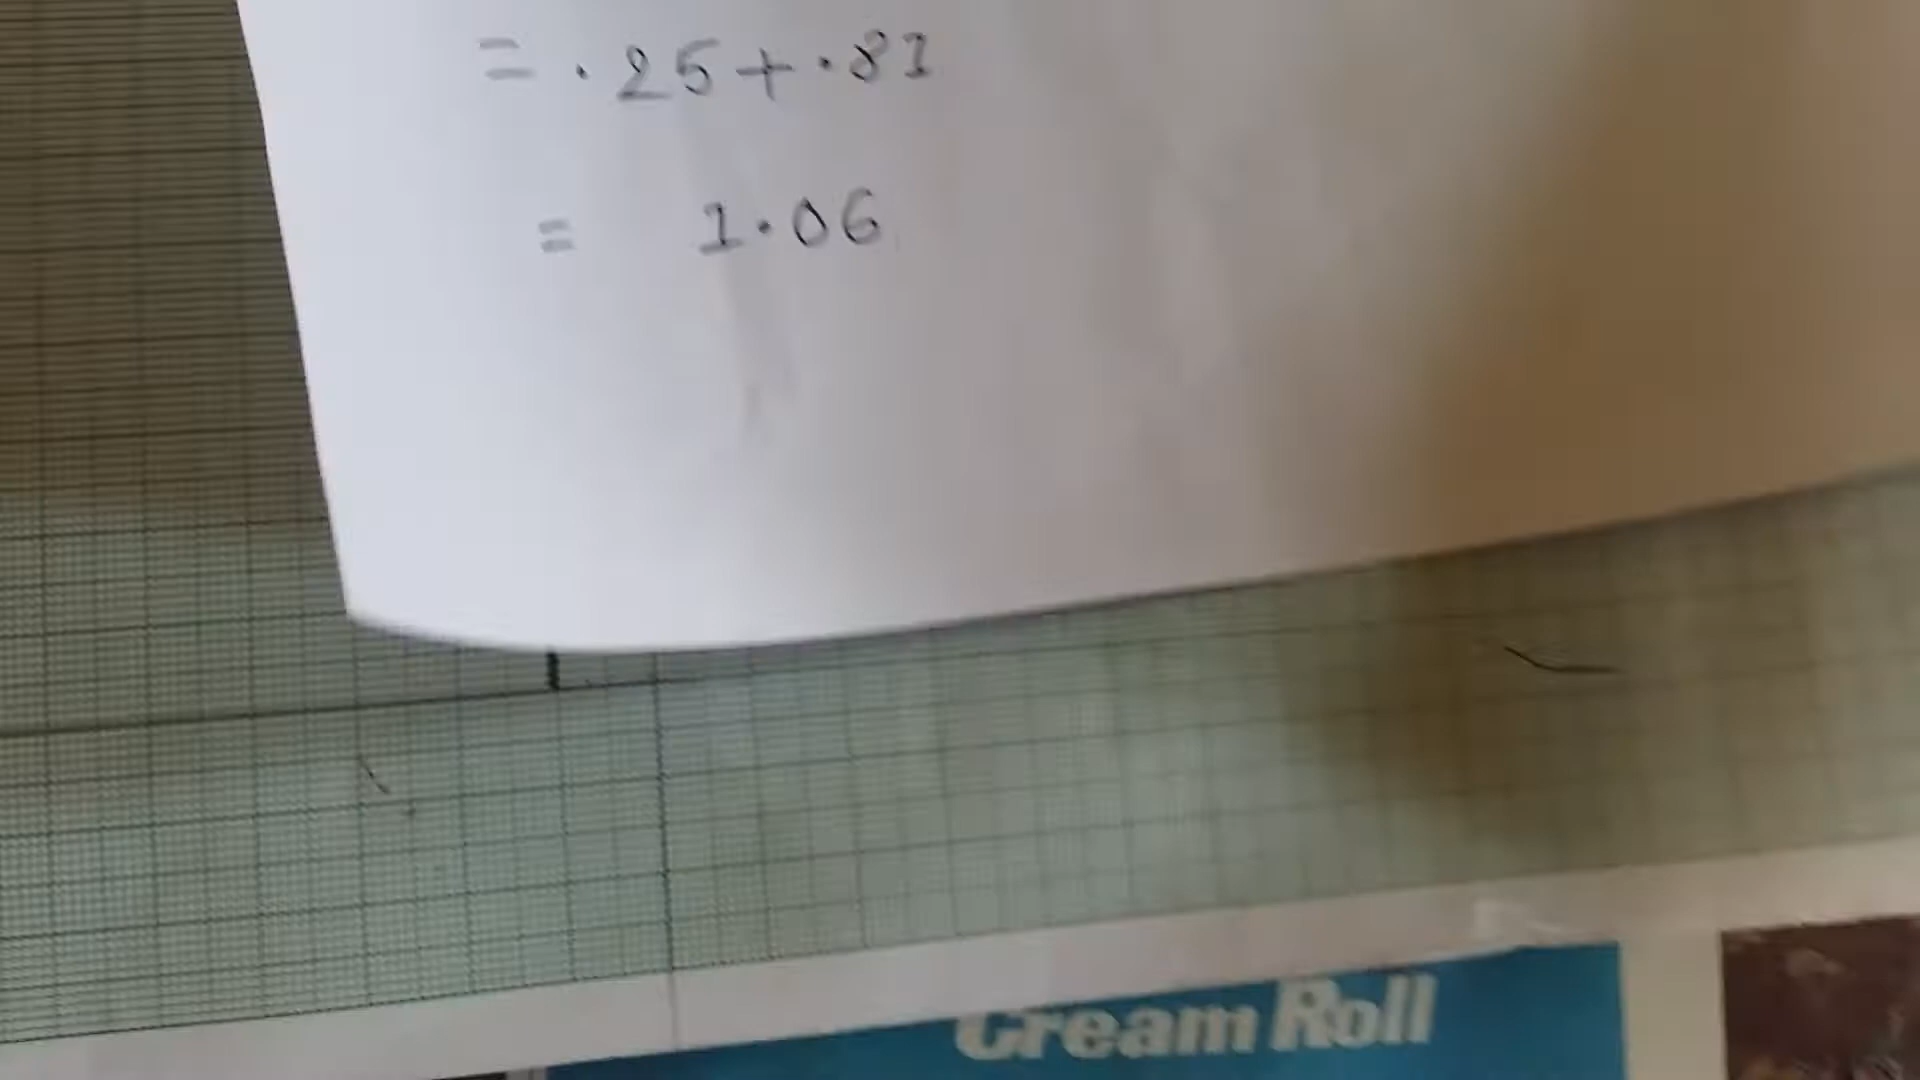 = .25+.81
= 1.06
Cream Roll